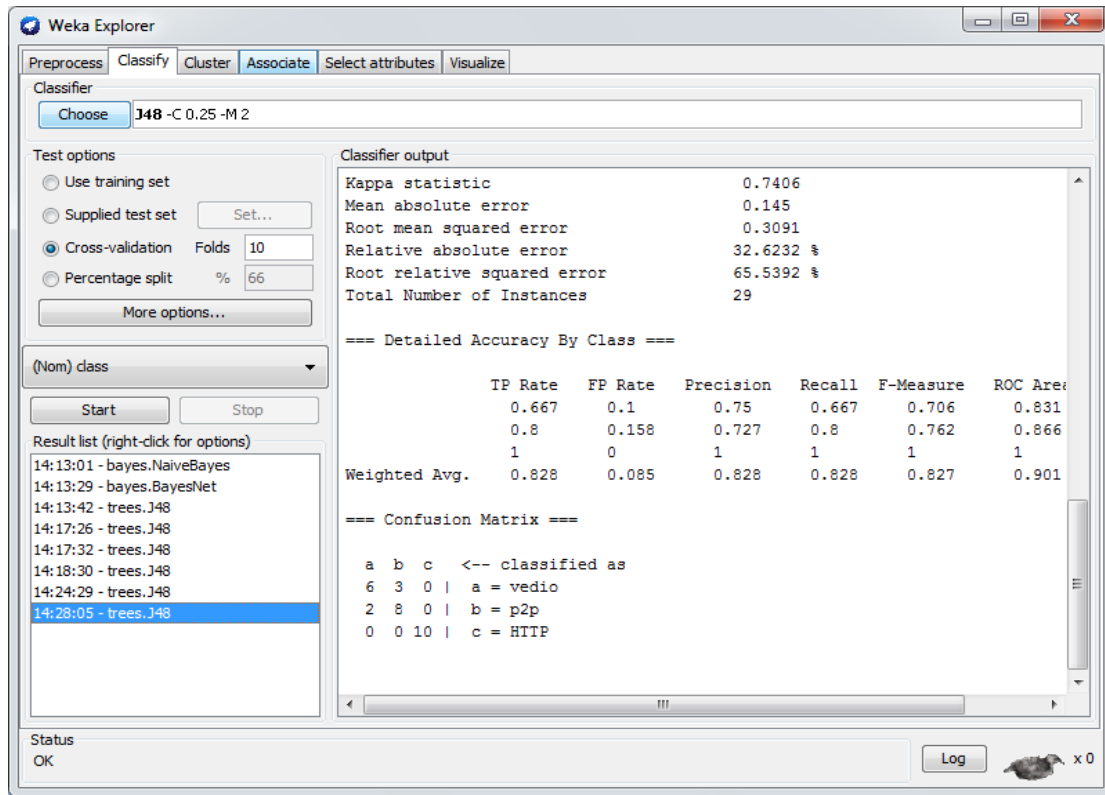 Weka Explorer
Preprocess Classify Cluster Associate Select attributes Visualize
Classifier
Choose J48 -C 0.25 -M 2
Test options
Use training set
Supplied test set Set...
Cross-validation Folds 10
Percentage split % 66
More options...
(Nom) class
Start Stop
Result list (right-click for options)
14:13:01 - bayes.NaiveBayes
14:13:29 - bayes.BayesNet
14:13:42 - trees.J48
14:17:26 - trees.J48
14:17:32 - trees.J48
14:18:30 - trees.J48
14:24:29 - trees.J48
14:28:05 - trees.J48
Classifier output
Kappa statistic 0.7406
Mean absolute error 0.145
Root mean squared error 0.3091
Relative absolute error 32.6232 %
Root relative squared error 65.5392 %
Total Number of Instances 29
=== Detailed Accuracy By Class ===
TP Rate FP Rate Precision Recall F-Measure ROC Area
0.667 0.1 0.75 0.667 0.706 0.831
0.8 0.158 0.727 0.8 0.762 0.866
1 0 1 1 1 1
Weighted Avg. 0.828 0.085 0.828 0.828 0.827 0.901
=== Confusion Matrix ===
a b c <-- classified as
6 3 0 | a = vedio
2 8 0 | b = p2p
0 0 10 | c = HTTP
Status
OK
Log x 0